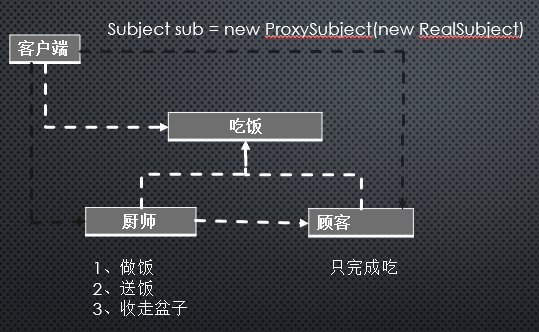 Subject sub = new ProxySubject(new RealSubject)
客户端
吃饭
厨师
顾客
1、做饭
2、送饭
3、收走盆子
只完成吃